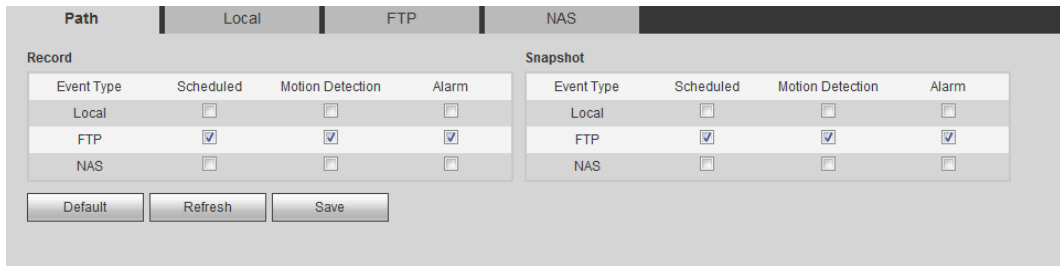 Path Local FTP NAS
Record Snapshot
Event Type Scheduled Motion Detection Alarm Event Type Scheduled Motion Detection Alarm
Local Local
FTP FTP
NAS NAS
Default Refresh Save